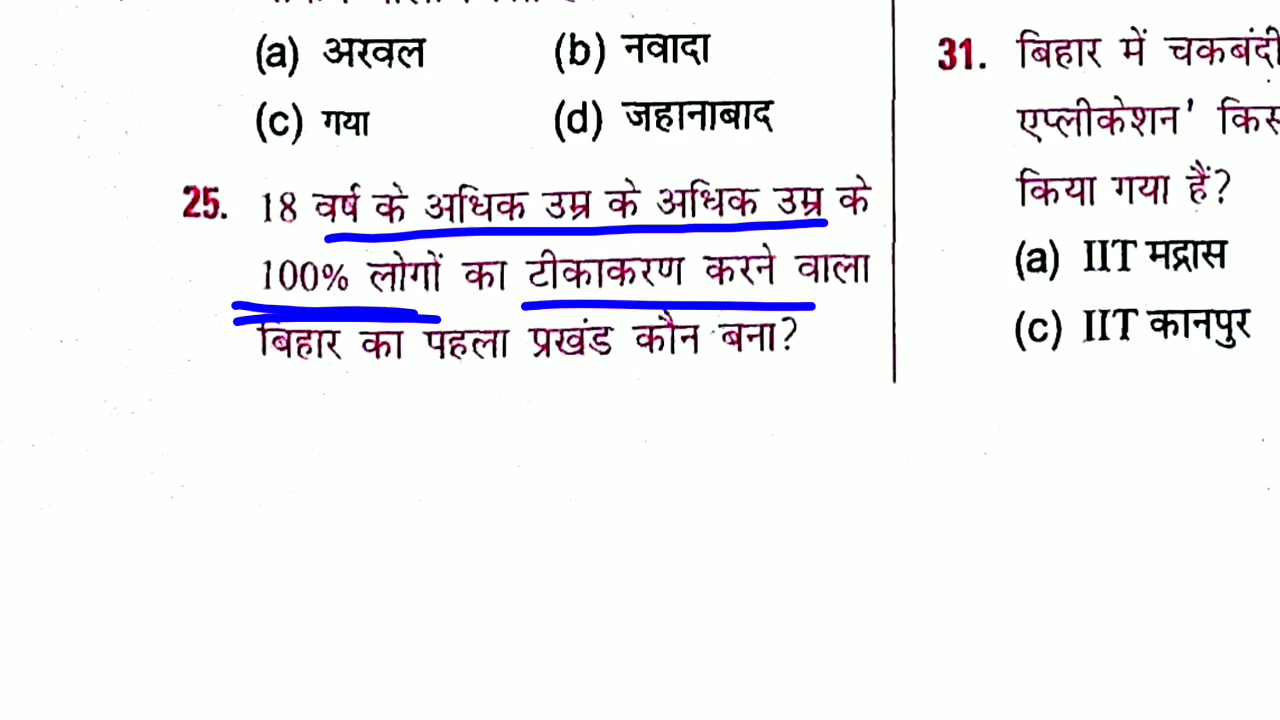 (a) अरवल (b) नवादा
(c) गया (d) जहानाबाद
25. 18 वर्ष के अधिक उम्र के अधिक उम्र के
100% लोगों का टीकाकरण करने वाला
बिहार का पहला प्रखंड कौन बना?
31. बिहार में चकबंदी
एप्लीकेशन' किस
किया गया हैं?
(a) IIT मद्रास
(c) IIT कानपुर